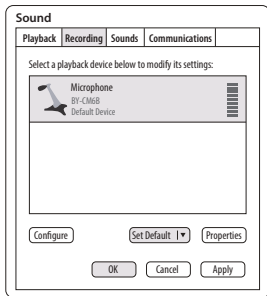 Sound
Playback Recording Sounds Communications
Select a playback device below to modify its settings:
Microphone
BY-CM6B
Default Device
Configure Set Default Properties
OK Cancel Apply